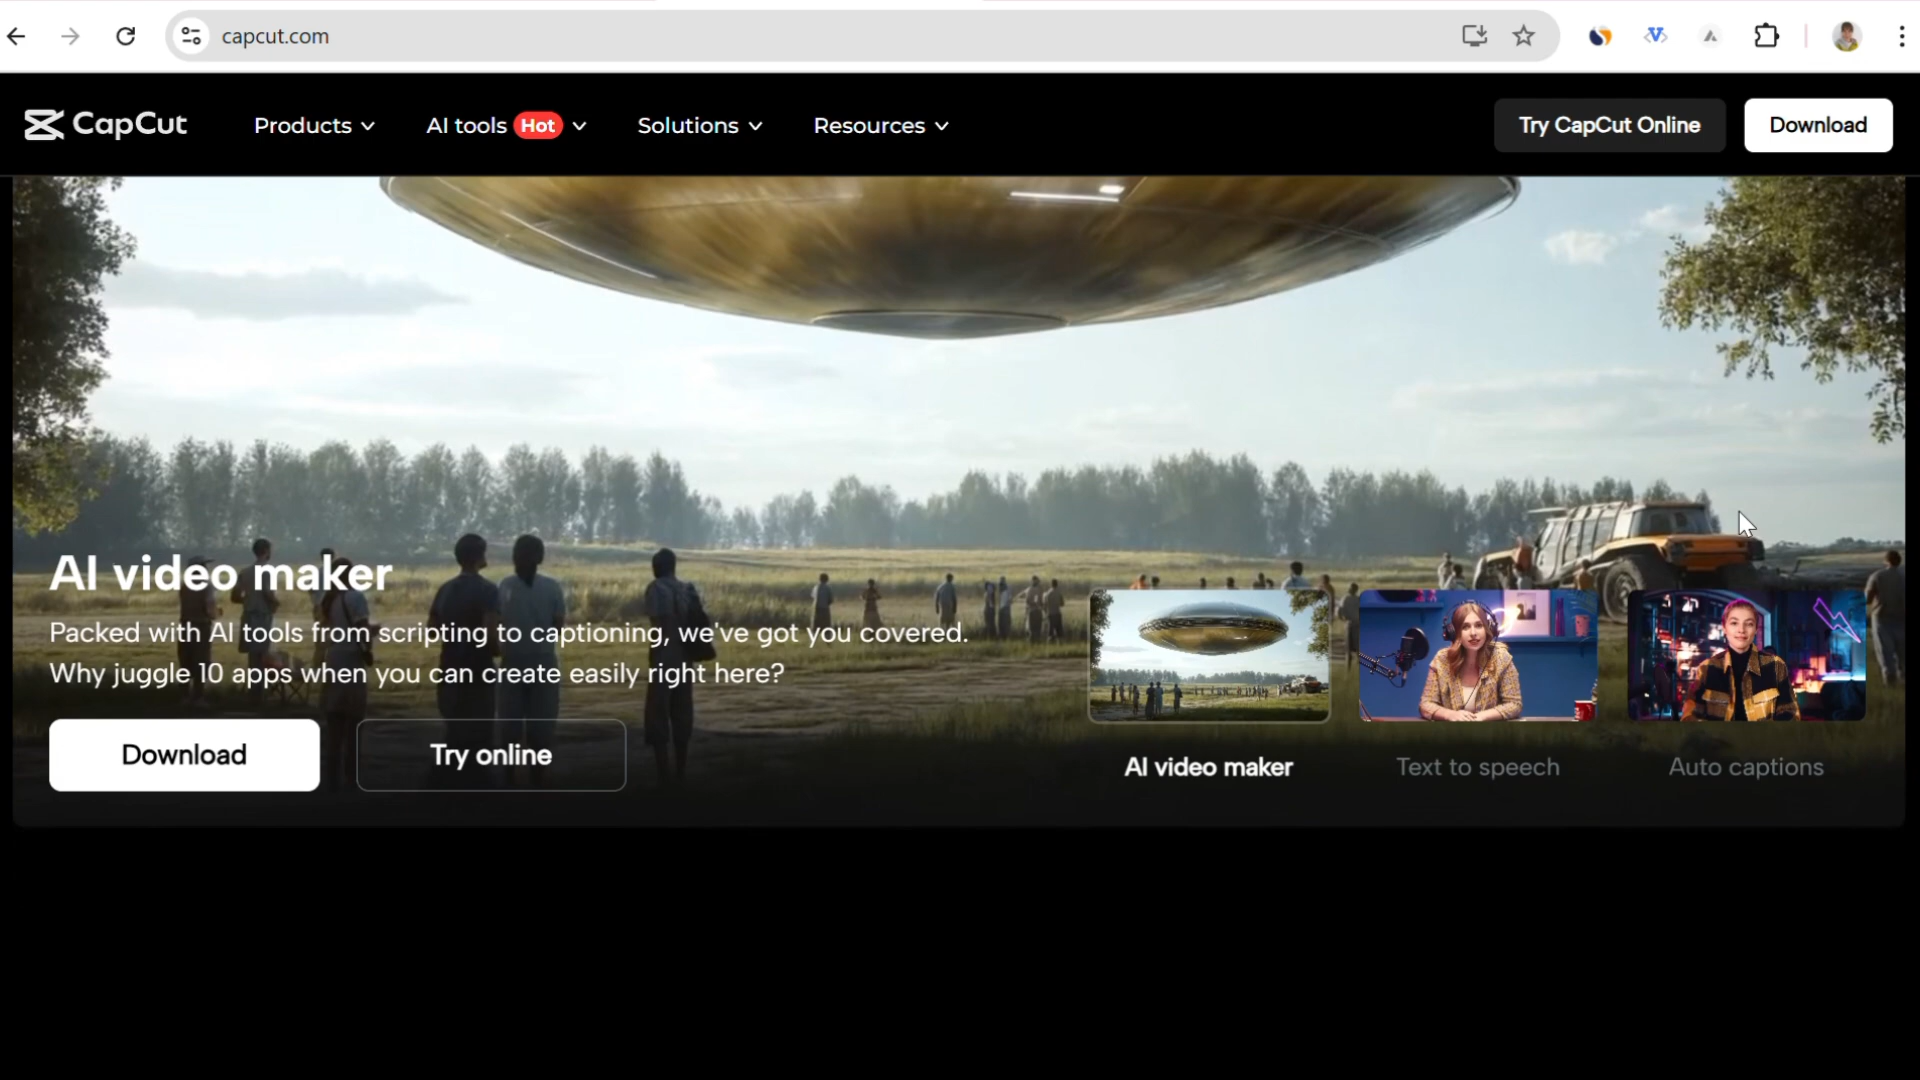 capcut.com
CapCut
Products
AI tools Hot
Solutions
Resources
Try CapCut Online
Download
AI video maker
Packed with AI tools from scripting to captioning, we've got you covered.
Why juggle 10 apps when you can create easily right here?
Download
Try online
AI video maker
Text to speech
Auto captions